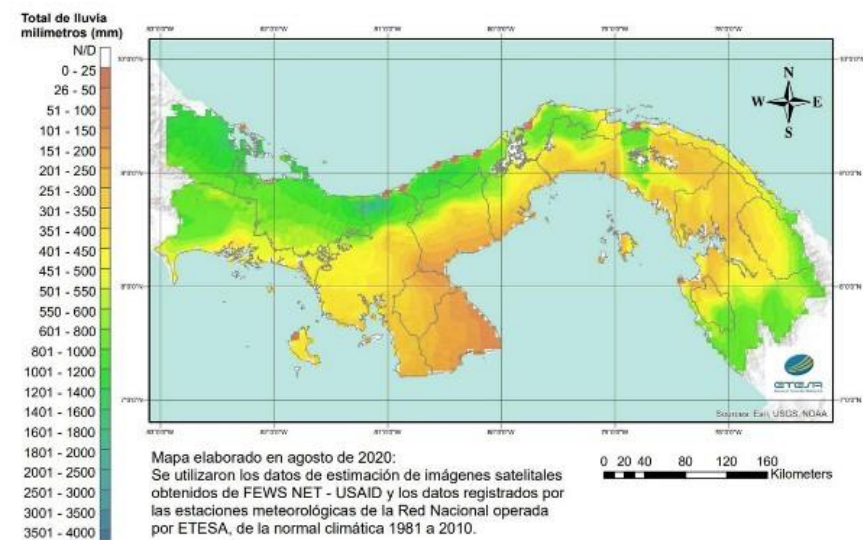 Total de lluvia
milímetros (mm)
N/D
0 - 25
26 - 50
51 - 100
101 - 150
151 - 200
201 - 250
251 - 300
301 - 350
351 - 400
401 - 450
451 - 500
501 - 550
550 - 600
601 - 800
801 - 1000
1001 - 1200
1201 - 1400
1401 - 1600
1601 - 1800
1801 - 2000
2001 - 2500
2501 - 3000
3001 - 3500
3501 - 4000
N
W E
S
ETESA
Sources: Esri, USGS, NOAA
Mapa elaborado en agosto de 2020:
Se utilizaron los datos de estimación de imágenes satelitales
obtenidos de FEWS NET - USAID y los datos registrados por
las estaciones meteorológicas de la Red Nacional operada
por ETESA, de la normal climática 1981 a 2010.
0 20 40 80 120 160
Kilometers